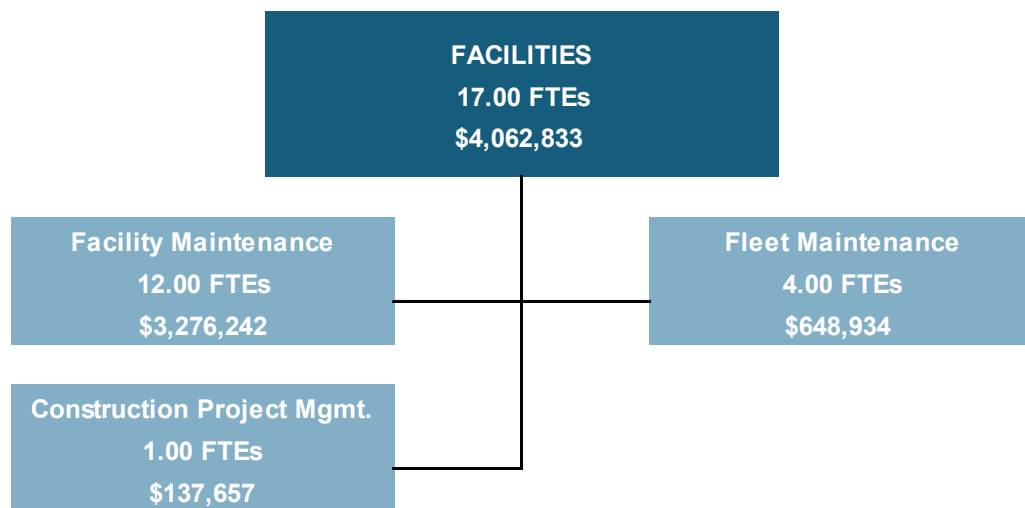 FACILITIES
17.00 FTEs
$4,062,833
Facility Maintenance
12.00 FTEs
$3,276,242
Fleet Maintenance
4.00 FTEs
$648,934
Construction Project Mgmt.
1.00 FTEs
$137,657